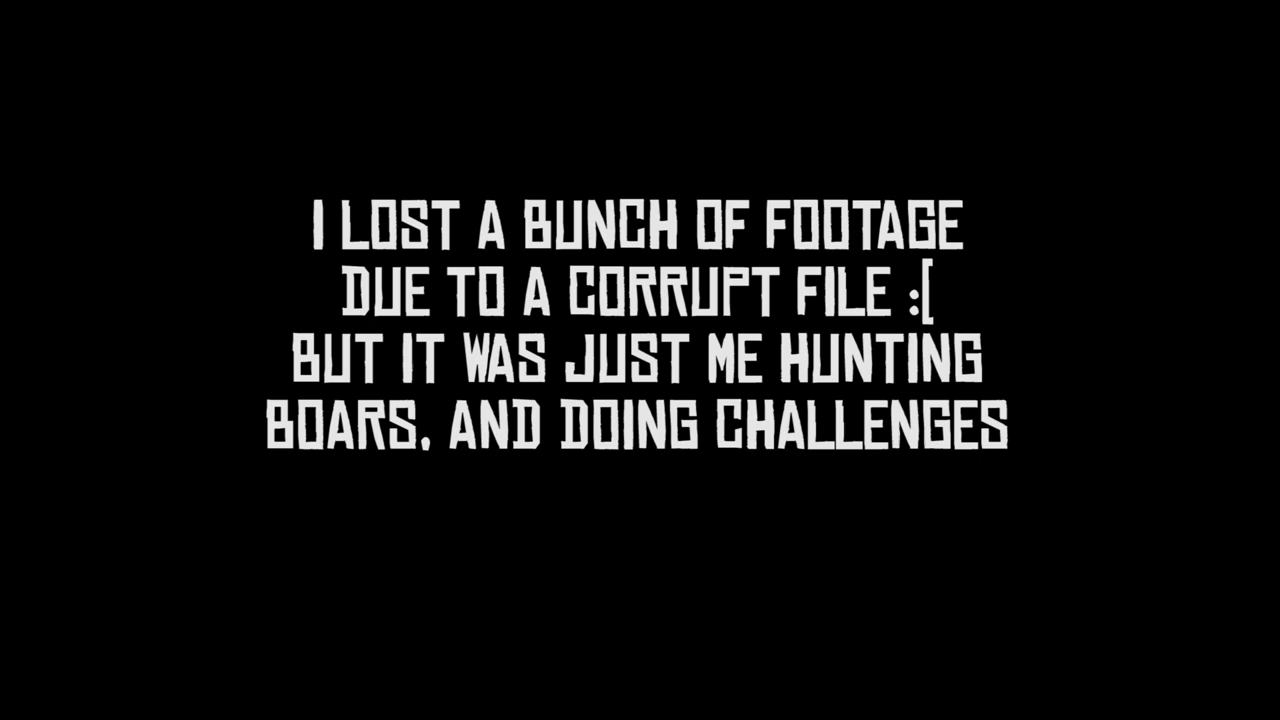 I LOST A BUNCH OF FOOTAGE
DUE TO A CORRUPT FILE :[
BUT IT WAS JUST ME HUNTING
BOARS, AND DOING CHALLENGES